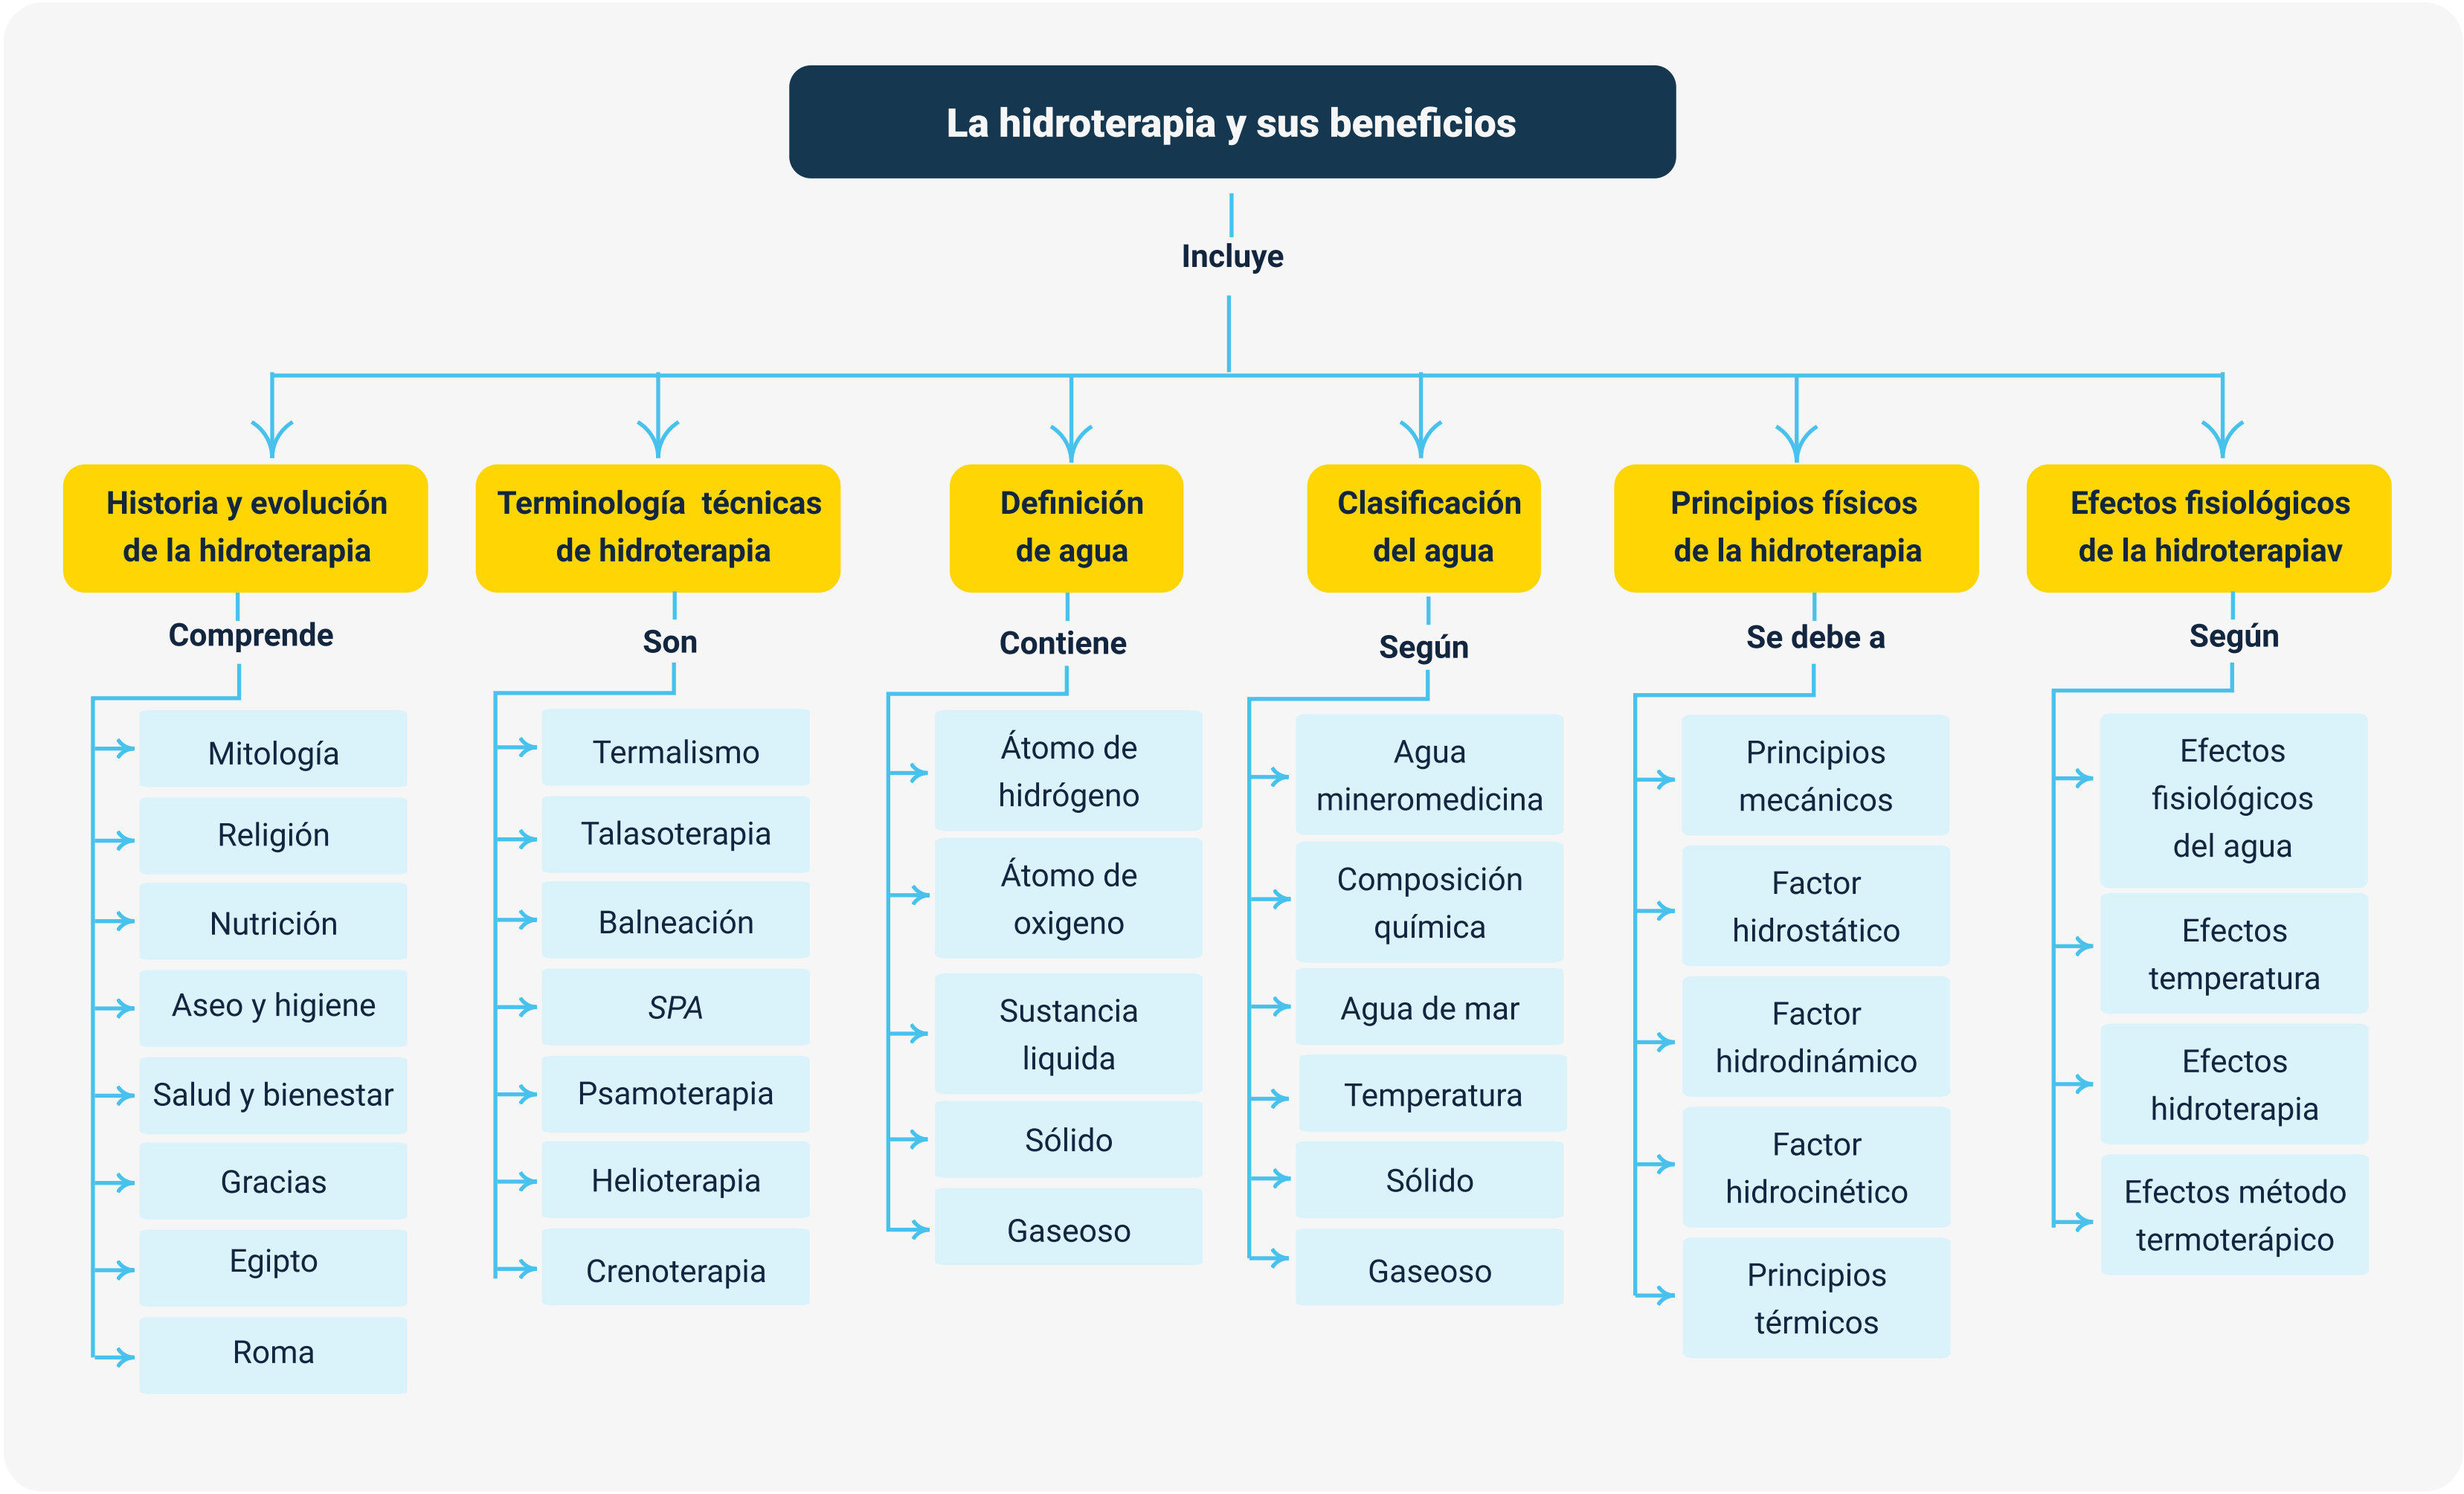 La hidroterapia y sus beneficios
Incluye
Historia y evolución
de la hidroterapia
Comprende
Mitología
Religión
Nutrición
Aseo y higiene
Salud y bienestar
Gracias
Egipto
Roma
Terminología  técnicas
de hidroterapia
Son
Termalismo
Talasoterapia
Balneación
SPA
Psamoterapia
Helioterapia
Crenoterapia
Definición
de agua
Contiene
Átomo de
hidrógeno
Átomo de
oxigeno
Sustancia
liquida
Sólido
Gaseoso
Clasificación
del agua
Según
Agua
mineromedicina
Composición
química
Agua de mar
Temperatura
Sólido
Gaseoso
Principios físicos
de la hidroterapia
Se debe a
Principios
mecánicos
Factor
hidrostático
Factor
hidrodinámico
Factor
hidrocinético
Principios
térmicos
Efectos fisiológicos
de la hidroterapiav
Según
Efectos
fisiológicos
del agua
Efectos
temperatura
Efectos
hidroterapia
Efectos método
termoterápico